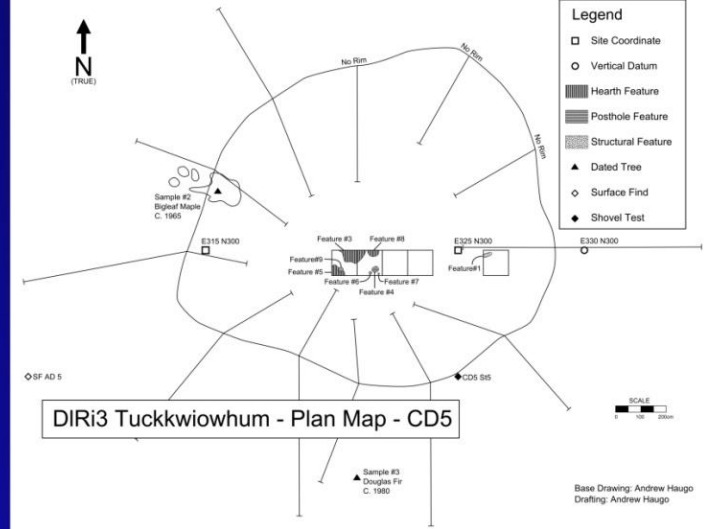 N
(TRUE)
No Rim
No Rim
No Rim
Legend
Site Coordinate
Vertical Datum
Hearth Feature
Posthole Feature
Structural Feature
Dated Tree
Surface Find
Shovel Test
Sample #2
Bigleaf Maple
C. 1965
E315 N300
Feature #3
Feature #8
E325 N300
E330 N300
Feature#9
Feature#1
Feature #5
Feature #6
Feature #7
Feature #4
SF AD 5
CD5 St5
SCALE
0 100 200cm
DlRi3 Tuckkwiowhum - Plan Map - CD5
Sample #3
Douglas Fir
C. 1980
Base Drawing: Andrew Haugo
Drafting: Andrew Haugo